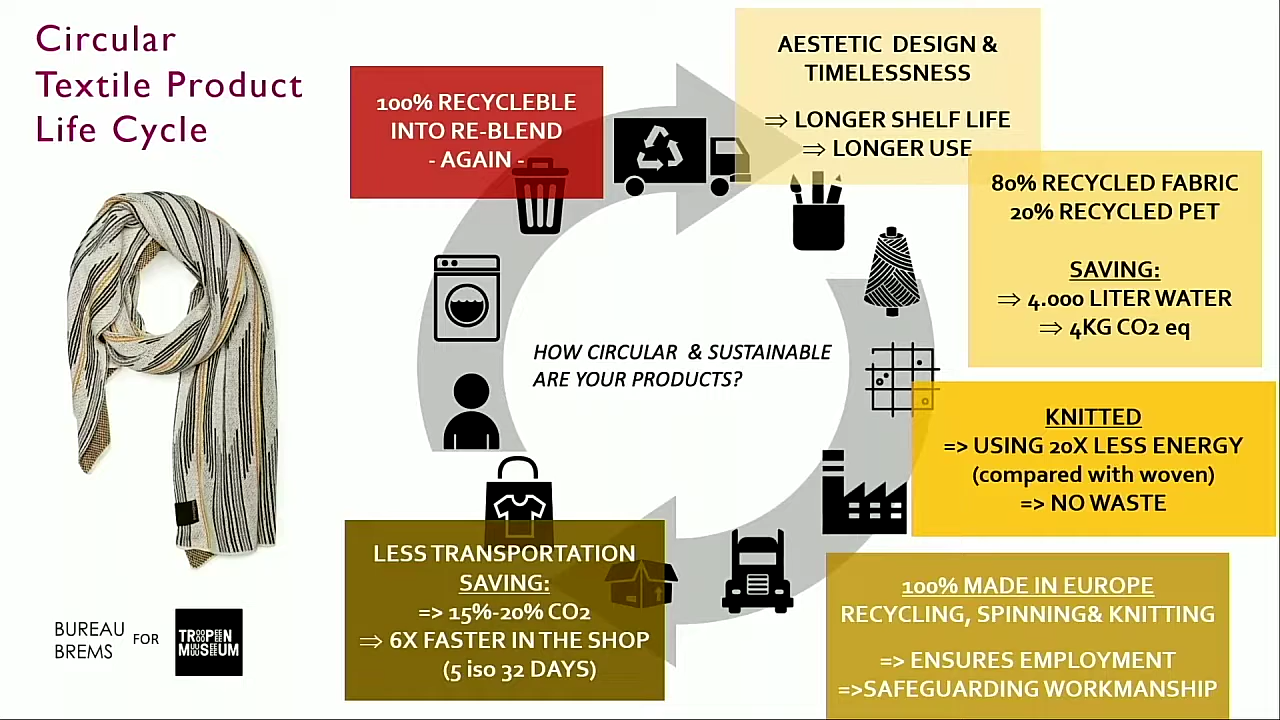 Circular
Textile Product
Life Cycle
100% RECYCLEBLE
INTO RE-BLEND
- AGAIN -
AESTETIC DESIGN &
TIMELESSNESS
⇒ LONGER SHELF LIFE
⇒ LONGER USE
80% RECYCLED FABRIC
20% RECYCLED PET
SAVING:
⇒ 4.000 LITER WATER
⇒ 4KG CO2 eq
HOW CIRCULAR & SUSTAINABLE
ARE YOUR PRODUCTS?
KNITTED
=> USING 20X LESS ENERGY
(compared with woven)
=> NO WASTE
LESS TRANSPORTATION
SAVING:
=> 15%-20% CO2
⇒ 6X FASTER IN THE SHOP
(5 iso 32 DAYS)
100% MADE IN EUROPE
RECYCLING, SPINNING& KNITTING
=> ENSURES EMPLOYMENT
=>SAFEGUARDING WORKMANSHIP
BUREAU
BREMS
FOR
TROPEN
MUSEUM